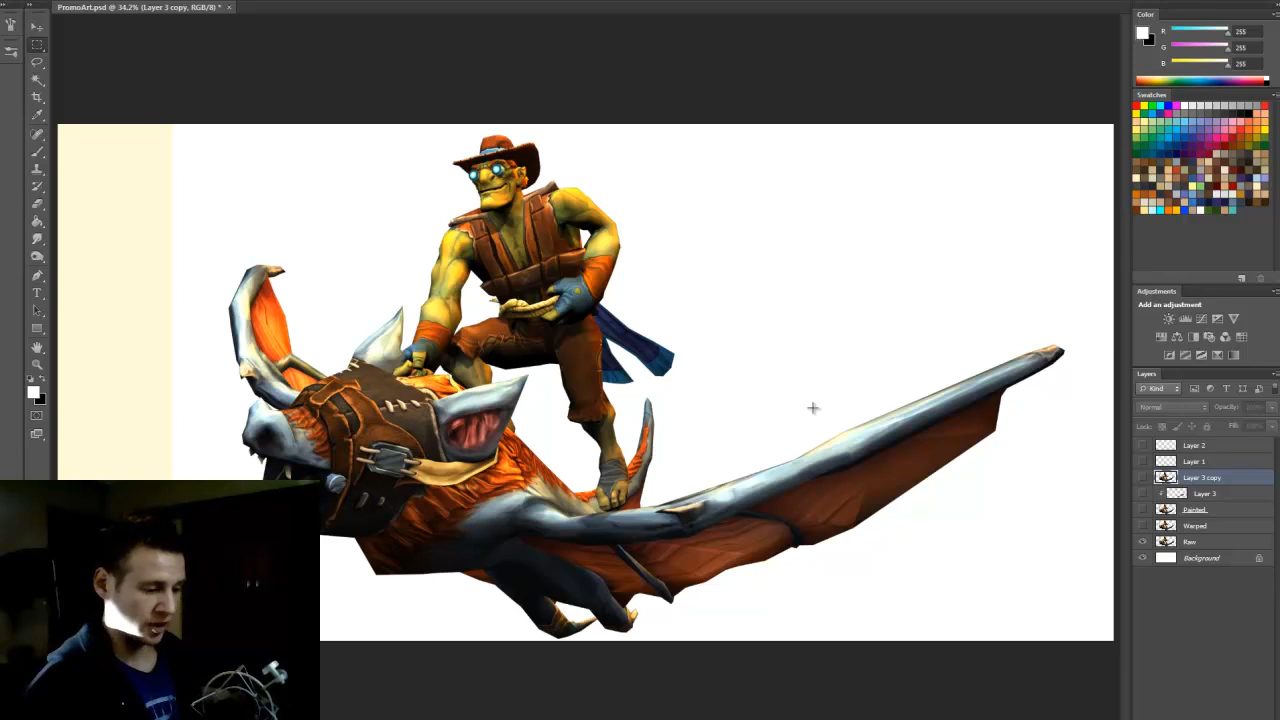 PromoArt.psd @ 34.2% (Layer 3 copy, RGB/8) *
Color
R 255
G 255
B 255
Swatches
Adjustments
Add an adjustment
Layers
Kind
Normal Opacity:
Lock: Fill:
Layer 2
Layer 1
Layer 3 copy
Layer 3
Painted
Warped
Raw
Background